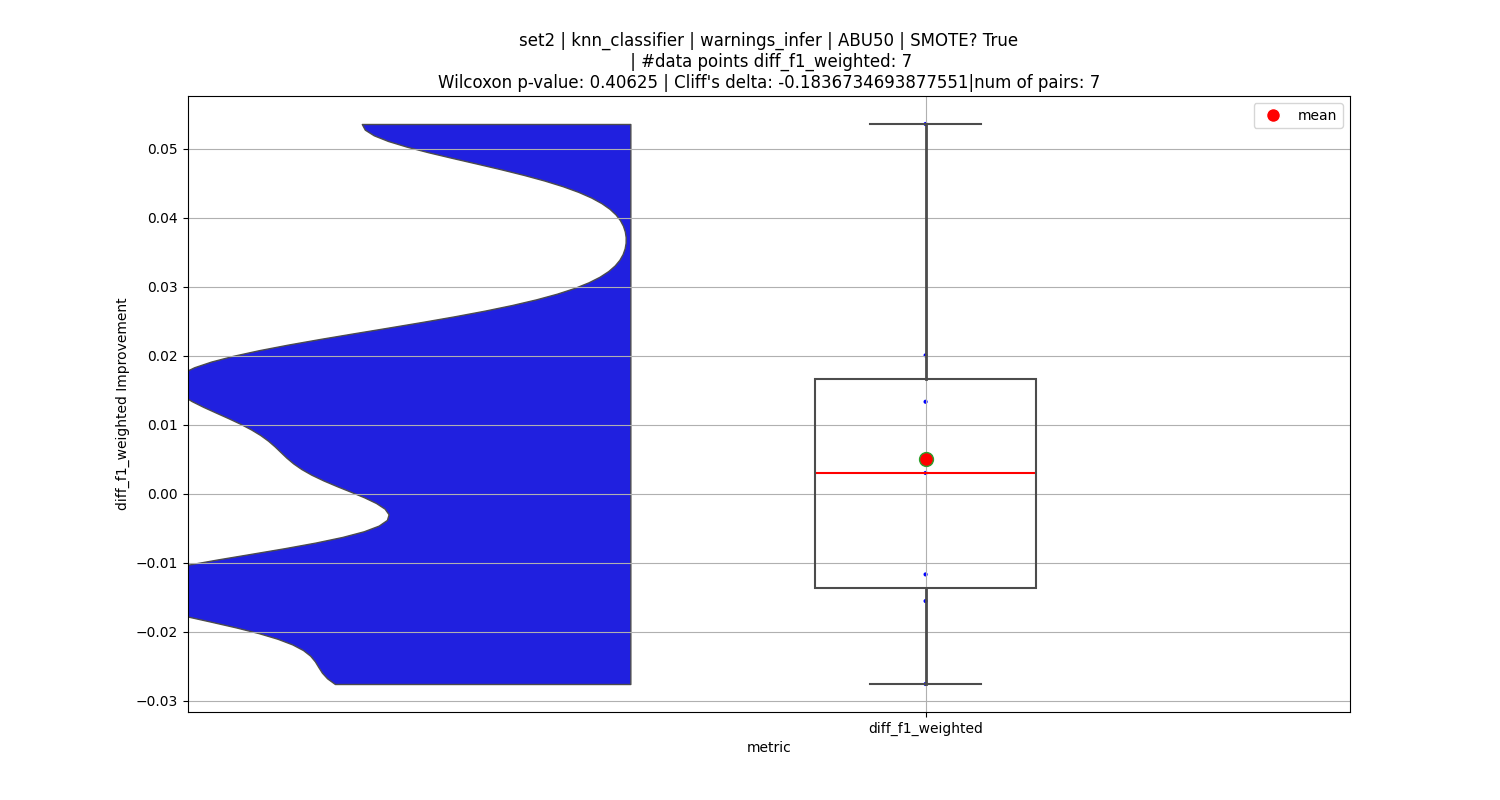 set2 | knn_classifier | warnings_infer | ABU50 | SMOTE? True
| #data points diff_f1_weighted: 7
Wilcoxon p-value: 0.40625 | Cliff's delta: -0.1836734693877551|num of pairs: 7
mean
0.05
0.04
0.03
0.02
0.01
0.00
−0.01
−0.02
−0.03
diff_f1_weighted Improvement
diff_f1_weighted
metric